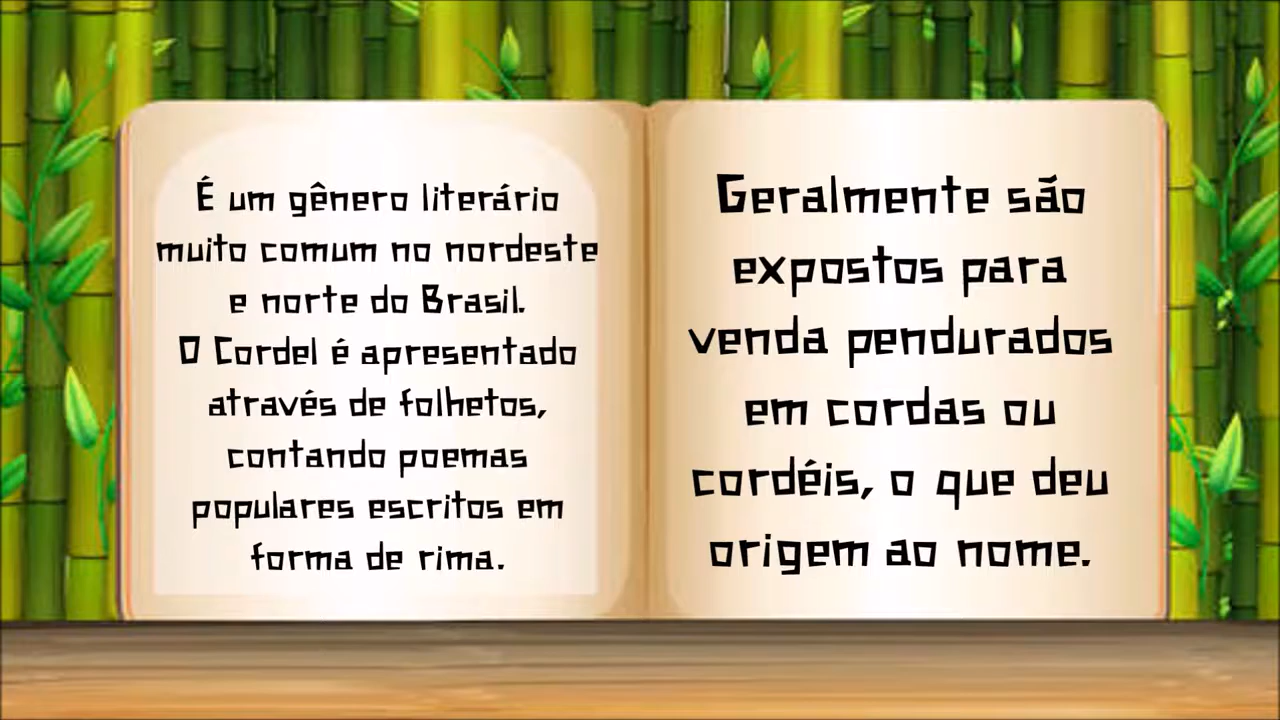 É um gênero literário
muito comum no nordeste
e norte do Brasil.
O Cordel é apresentado
através de folhetos,
contando poemas
populares escritos em
forma de rima.
Geralmente são
expostos para
venda pendurados
em cordas ou
cordéis, o que deu
origem ao nome.